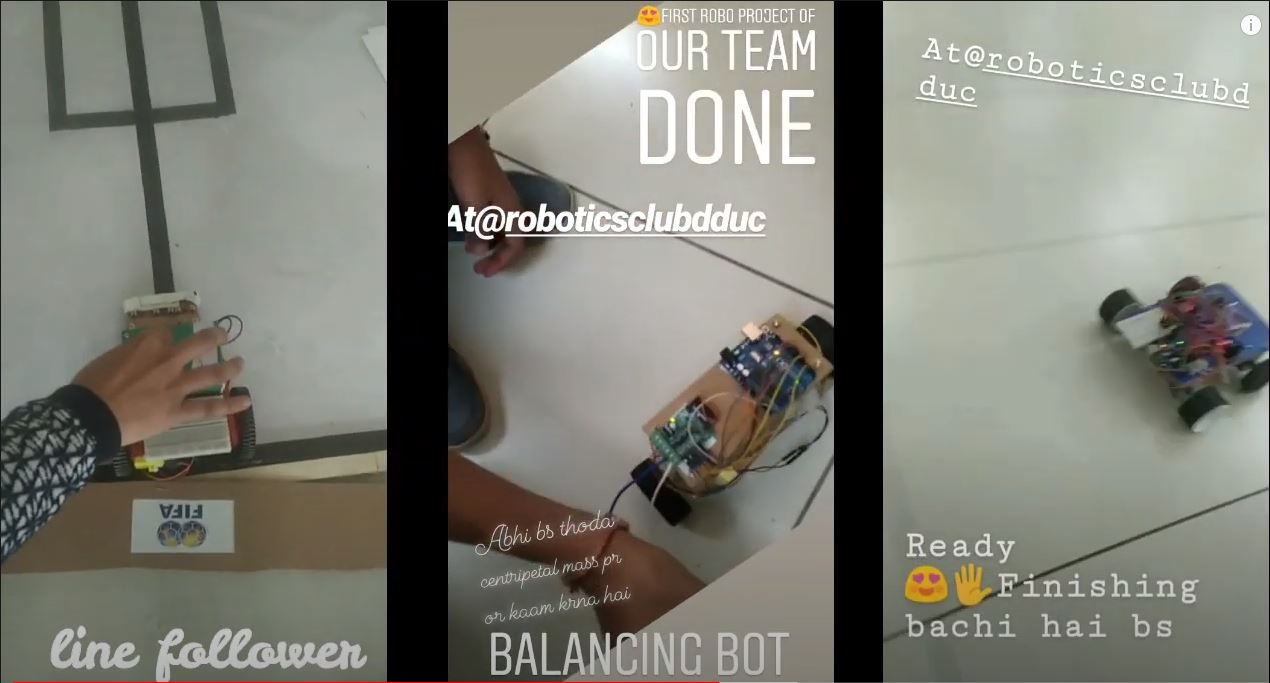 line follower
FIFA
😍FIRST ROBO PROJECT OF
OUR TEAM
DONE
At@roboticsclubdduc
Abhi bs thoda
centripetal mass pr
or kaam krna hai
BALANCING BOT
At@roboticsclubd
duc
Ready
😍🖐Finishing
bachi hai bs